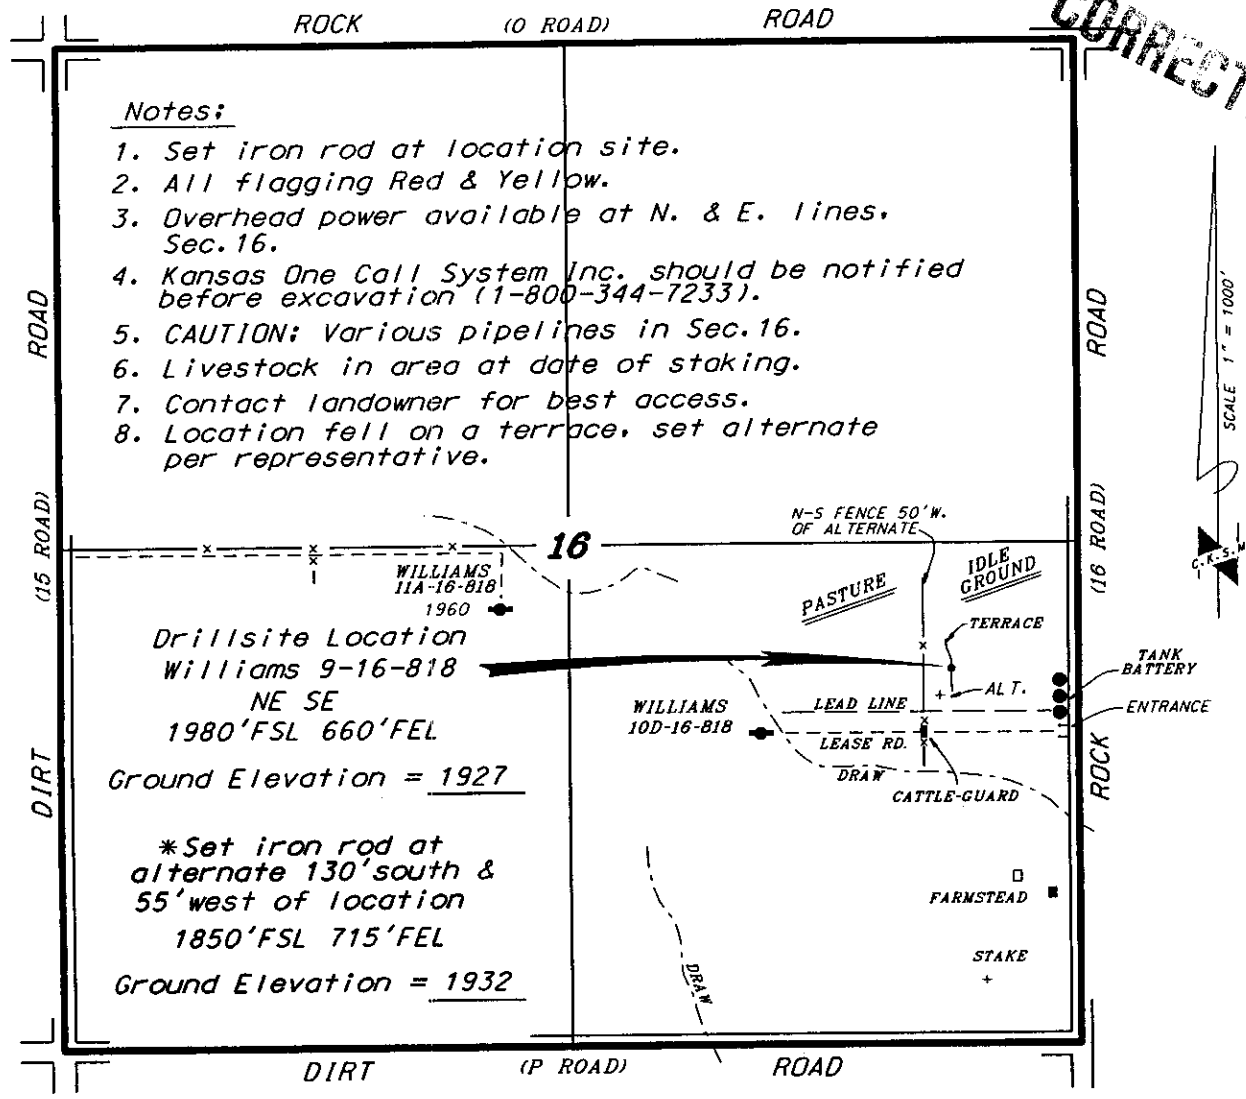 ROCK (O ROAD) ROAD
CORRECT
Notes:
1. Set iron rod at location site.
2. All flagging Red & Yellow.
3. Overhead power available at N. & E. lines.
Sec. 16.
4. Kansas One Call System Inc. should be notified
before excavation (1-800-344-7233).
5. CAUTION: Various pipelines in Sec. 16.
6. Livestock in area at date of staking.
7. Contact landowner for best access.
8. Location fell on a terrace, set alternate
per representative.
ROAD
(15 ROAD)
DIRT
ROAD
(16 ROAD)
ROCK
SCALE 1" = 1000'
C.K.S.M.
16
N-S FENCE 50'W.
OF ALTERNATE
WILLIAMS
11A-16-818
1960
PASTURE
IDLE
GROUND
TERRACE
Drillsite Location
Williams 9-16-818
NE SE
1980'FSL 660'FEL
Ground Elevation = 1927
TANK
BATTERY
ALT.
ENTRANCE
WILLIAMS
10D-16-818
LEAD LINE
LEASE RD.
DRAW
CATTLE-GUARD
*Set iron rod at
alternate 130'south &
55'west of location
1850'FSL 715'FEL
Ground Elevation = 1932
FARMSTEAD
STAKE
DRAW
DIRT (P ROAD) ROAD